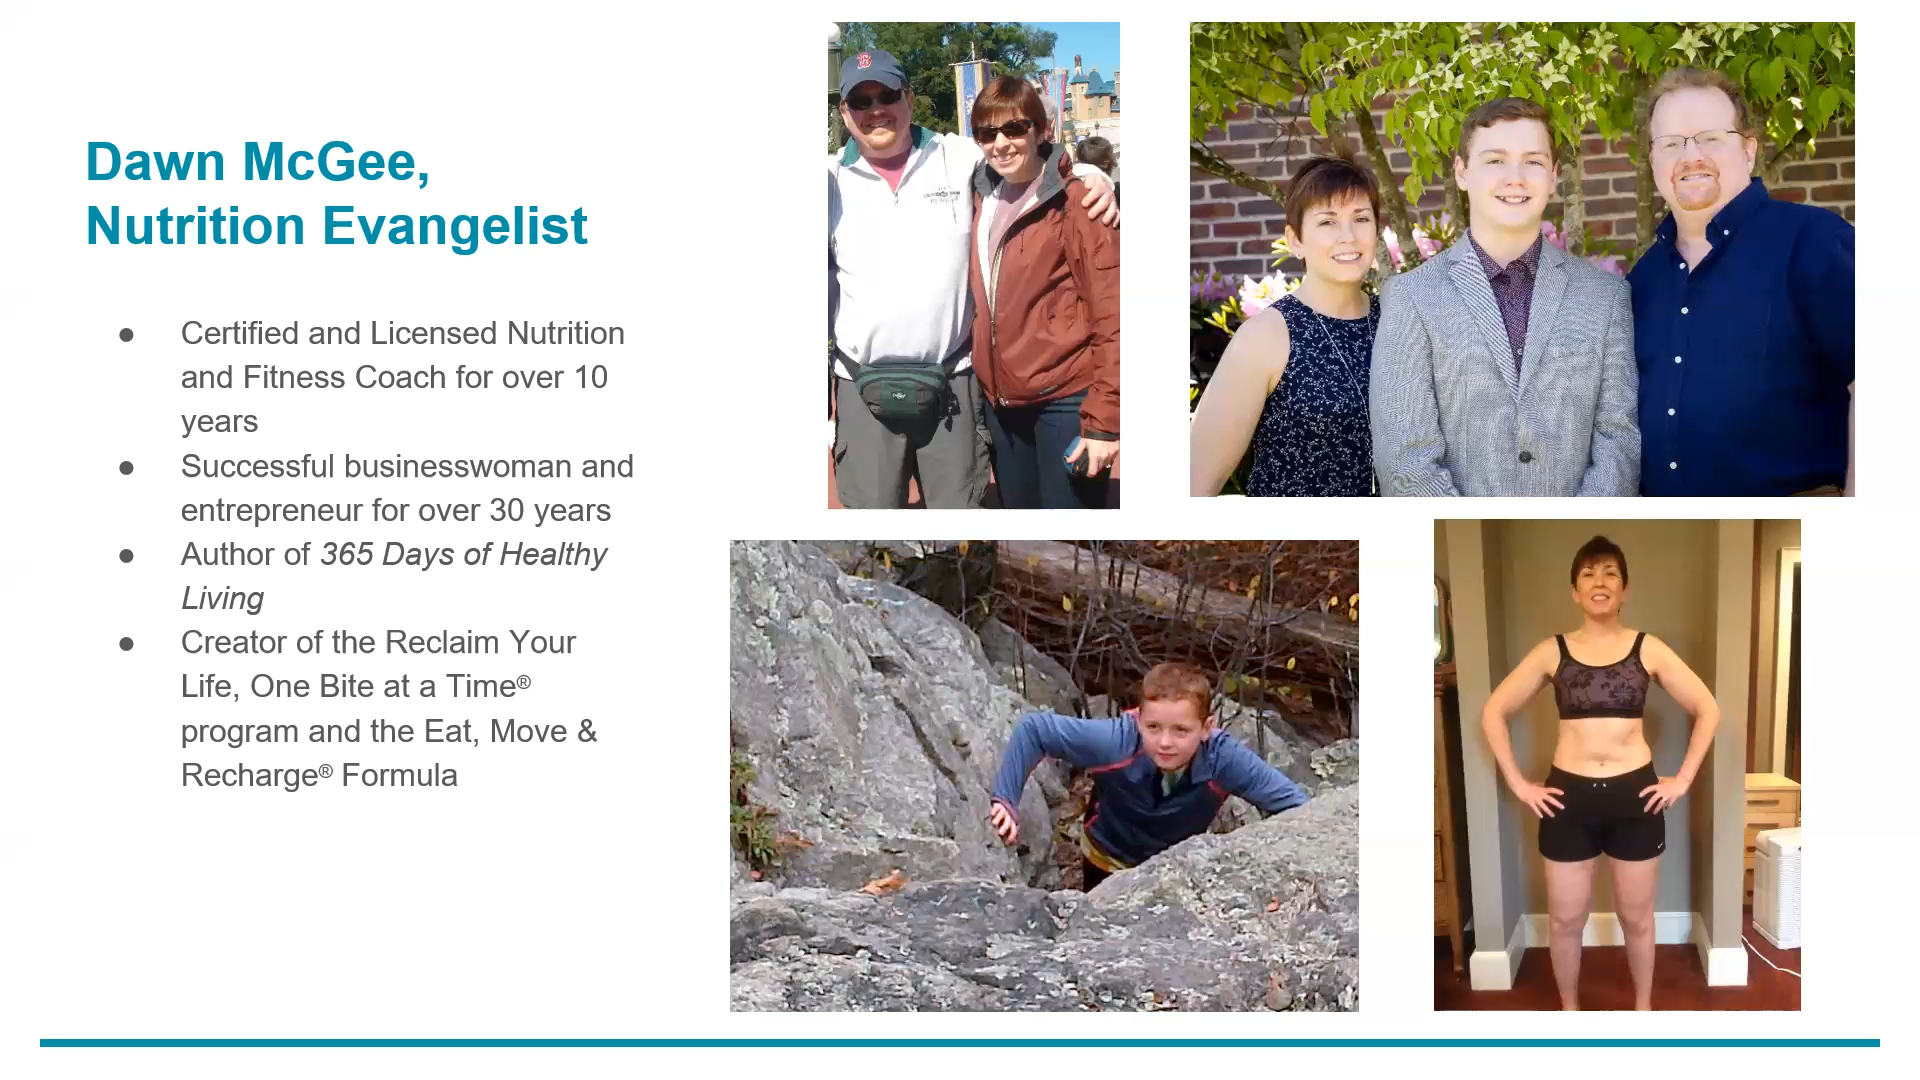 Dawn McGee,
Nutrition Evangelist
● Certified and Licensed Nutrition
and Fitness Coach for over 10
years
● Successful businesswoman and
entrepreneur for over 30 years
● Author of 365 Days of Healthy
Living
● Creator of the Reclaim Your
Life, One Bite at a Time®
program and the Eat, Move &
Recharge® Formula
B